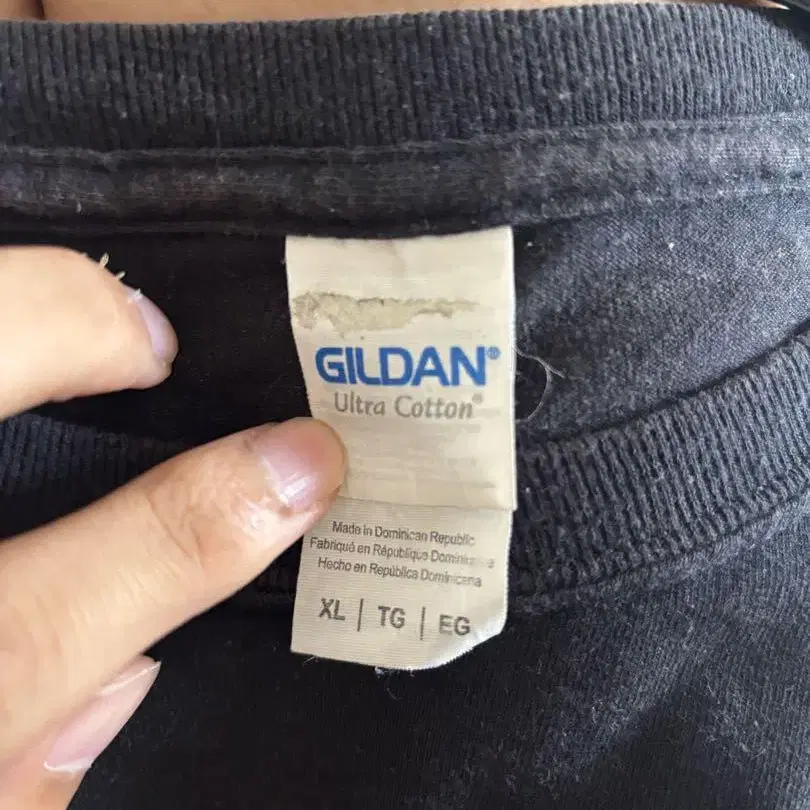 GILDAN®
Ultra Cotton®
Made in Dominican Republic
Fabriqué en République Dominicaine
Hecho en República Dominicana
XL | TG | EG